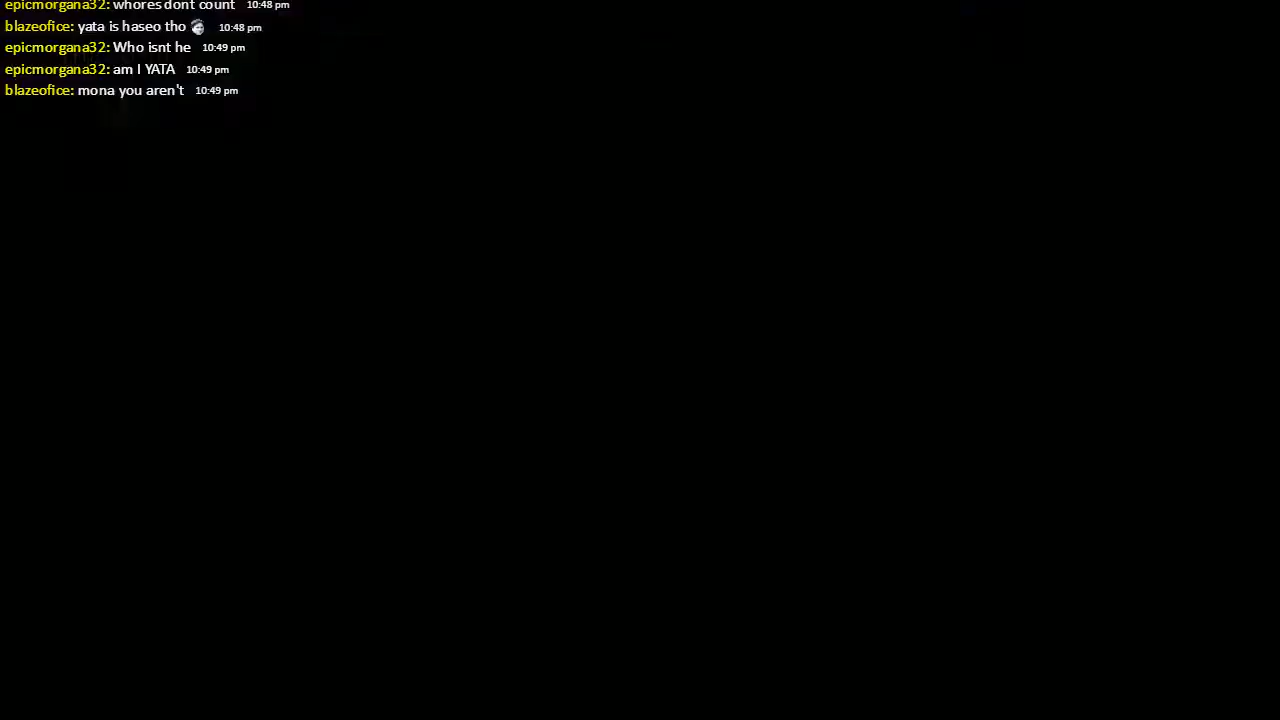 epicmorgana32: whores dont count 10:48 pm
blazeofice: yata is haseo tho 10:48 pm
epicmorgana32: Who isnt he 10:49 pm
epicmorgana32: am I YATA 10:49 pm
blazeofice: mona you aren't 10:49 pm